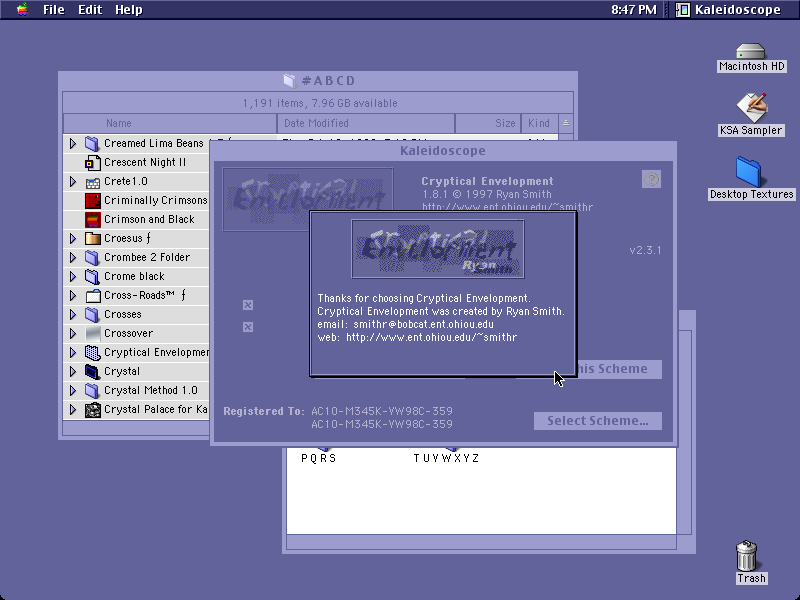 File Edit Help
8:47 PM
Kaleidoscope
Macintosh HD
KSA Sampler
Desktop Textures
Trash
#ABCD
1,191 items, 7.96 GB available
Name
Date Modified
Size
Kind
Creamed Lima Beans
Crescent Night II
Crete1.0
Criminally Crimsons
Crimson and Black
Croesus ƒ
Crombee 2 Folder
Crome black
Cross-Roads™ ƒ
Crosses
Crossover
Cryptical Envelopmer
Crystal
Crystal Method 1.0
Crystal Palace for Ka
Kaleidoscope
Cryptical Envelopment
1.8.1 © 1997 Ryan Smith
http://www.ent.ohiou.edu/~smithr
v2.3.1
Cryptical
Envelopment
Ryan
Smith
Thanks for choosing Cryptical Envelopment.
Cryptical Envelopment was created by Ryan Smith.
email: smithr@bobcat.ent.ohiou.edu
web: http://www.ent.ohiou.edu/~smithr
his Scheme
Registered To: AC10-M345K-VW98C-359
AC10-M345K-VW98C-359
Select Scheme...
PQRS
TUVWXYZ